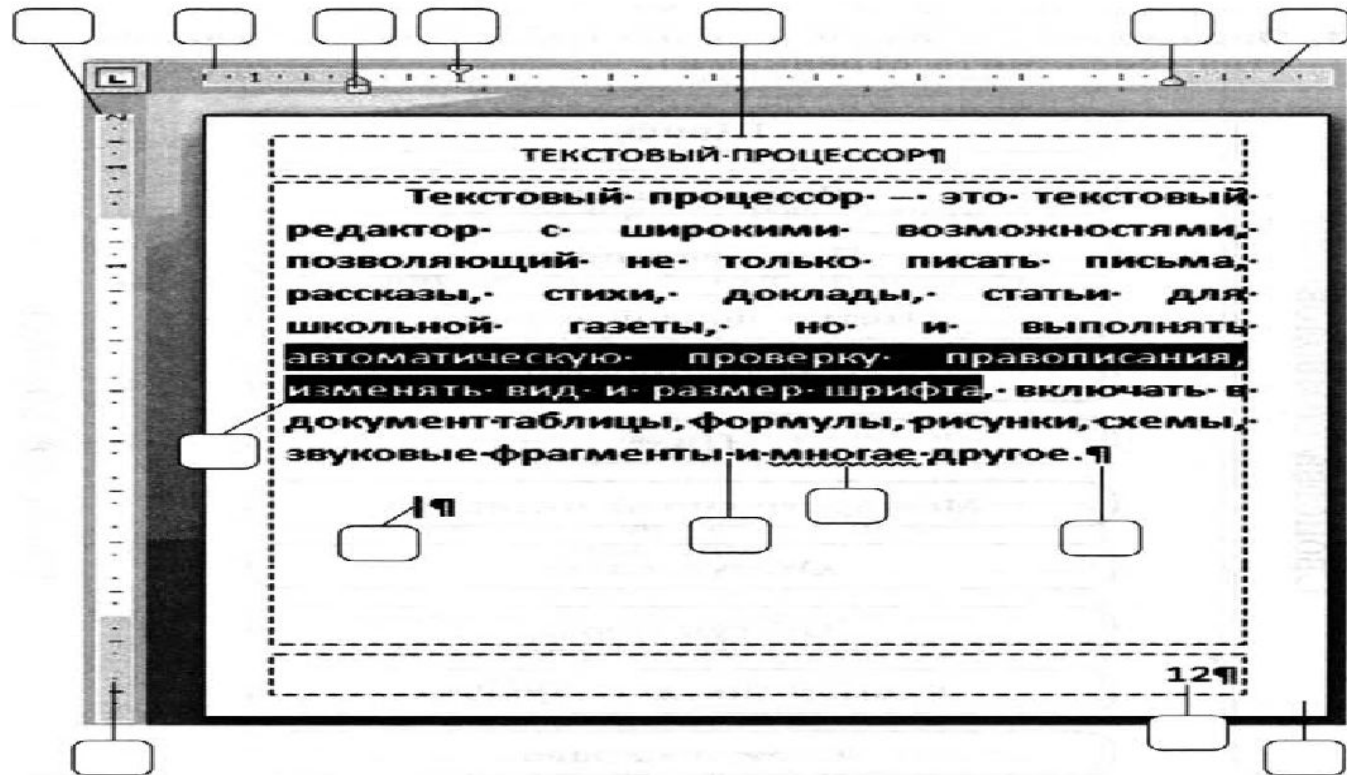 L
ТЕКСТОВЫЙ·ПРОЦЕССОР¶
Текстовый· процессор· –· это· текстовый·
редактор· с· широкими· возможностями,·
позволяющий· не· только· писать· письма,·
рассказы,· стихи,· доклады,· статьи· для·
школьной· газеты,· но· и· выполнять·
автоматическую· проверку· правописания,
изменять· вид· и· размер· шрифта,· включать· в·
документ·таблицы,·формулы,·рисунки,·схемы,·
звуковые·фрагменты·и·многае·другое.¶
¶
12¶